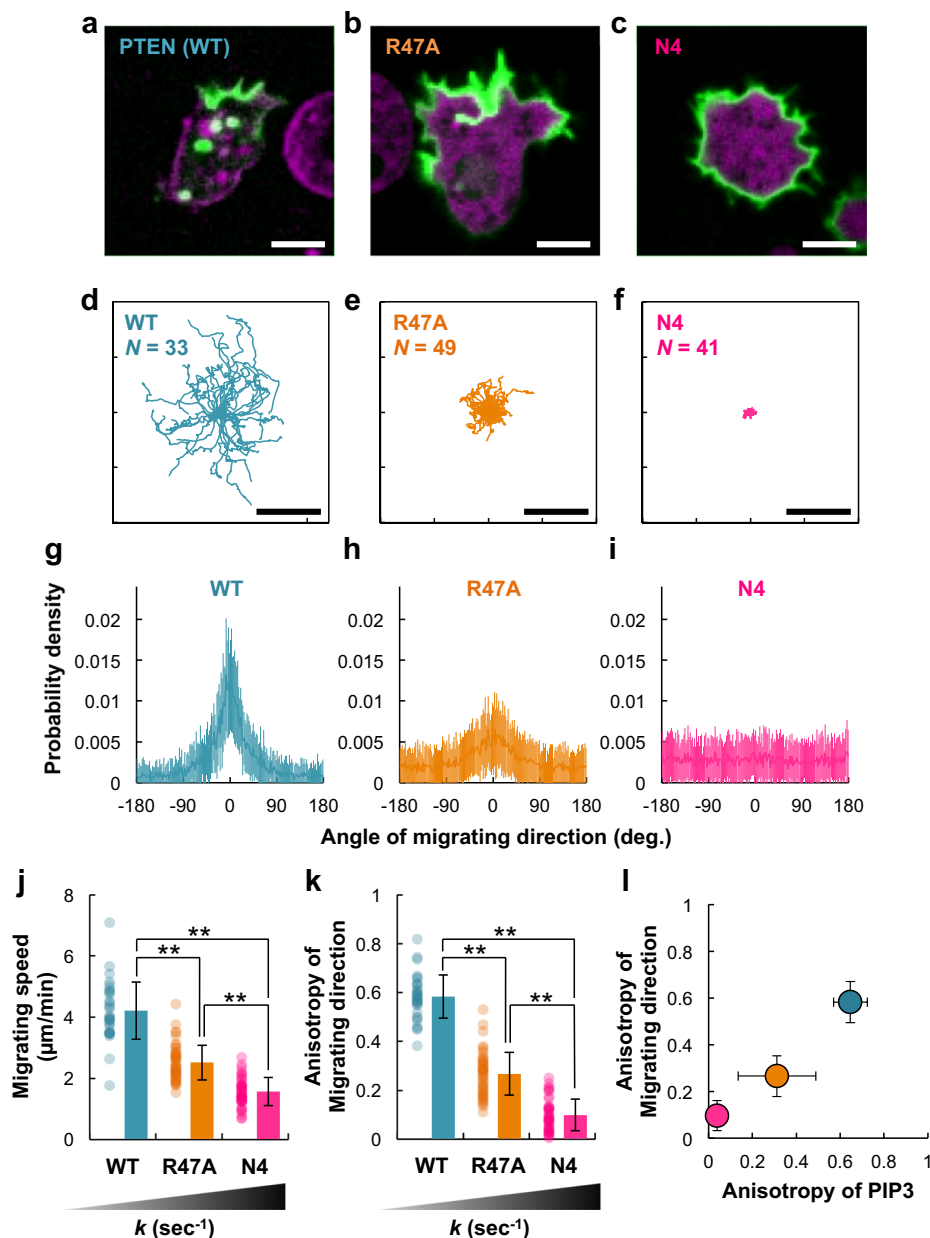 a
b
c
PTEN (WT)
R47A
N4
d
e
f
WT
N = 33
R47A
N = 49
N4
N = 41
g
h
i
WT
R47A
N4
Probability density
0.02
0.015
0.01
0.005
0
0.02
0.015
0.01
0.005
0
0.02
0.015
0.01
0.005
0
-180 -90 0 90 180
-180 -90 0 90 180
-180 -90 0 90 180
Angle of migrating direction (deg.)
j
k
l
Migrating speed
(µm/min)
8
6
4
2
0
**
**
**
WT R47A N4
k (sec-1)
Anisotropy of
Migrating direction
1
0.8
0.6
0.4
0.2
0
**
**
**
WT R47A N4
k (sec-1)
Anisotropy of
Migrating direction
1
0.8
0.6
0.4
0.2
0
0 0.2 0.4 0.6 0.8 1
Anisotropy of PIP3